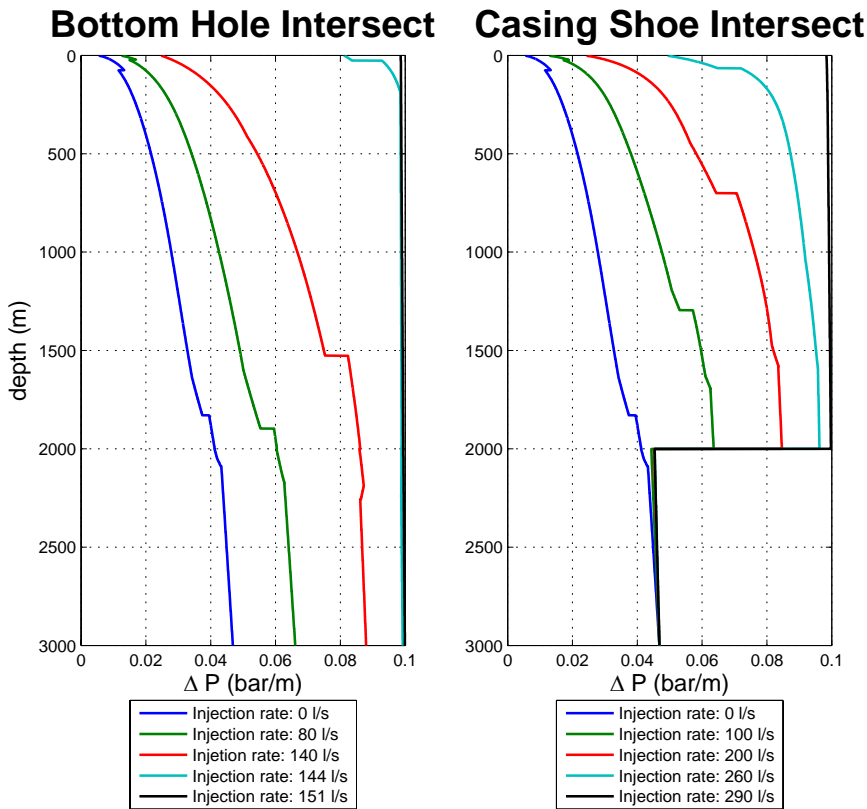 Bottom Hole Intersect
0
500
1000
1500
2000
2500
3000
depth (m)
0
0.02
0.04
0.06
0.08
0.1
Δ P (bar/m)
Injection rate: 0 l/s
Injection rate: 80 l/s
Injetion rate: 140 l/s
Injection rate: 144 l/s
Injection rate: 151 l/s
Casing Shoe Intersect
0
500
1000
1500
2000
2500
3000
0
0.02
0.04
0.06
0.08
0.1
Δ P (bar/m)
Injection rate: 0 l/s
Injection rate: 100 l/s
Injection rate: 200 l/s
Injection rate: 260 l/s
Injection rate: 290 l/s